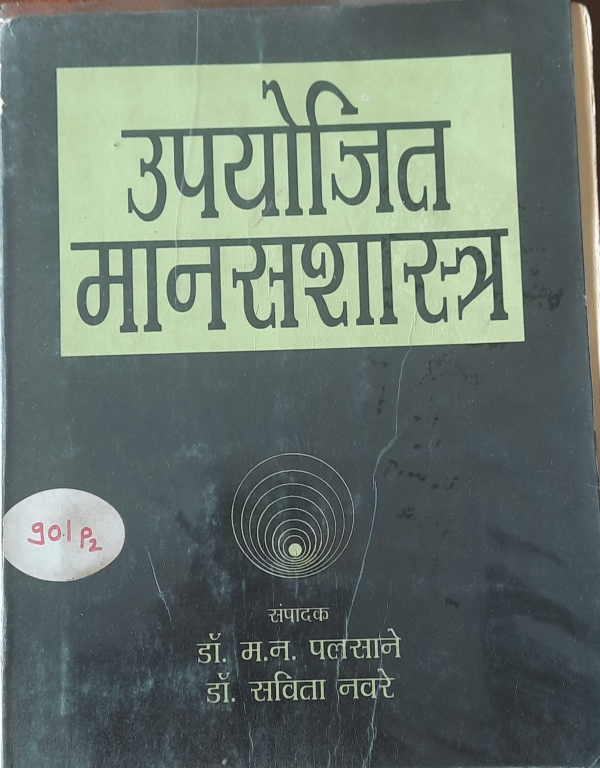 उपयोजित
मानसशास्त्र
901 P2
संपादक
डॉ. म.न. पलसाने
डॉ. सविता नवरे